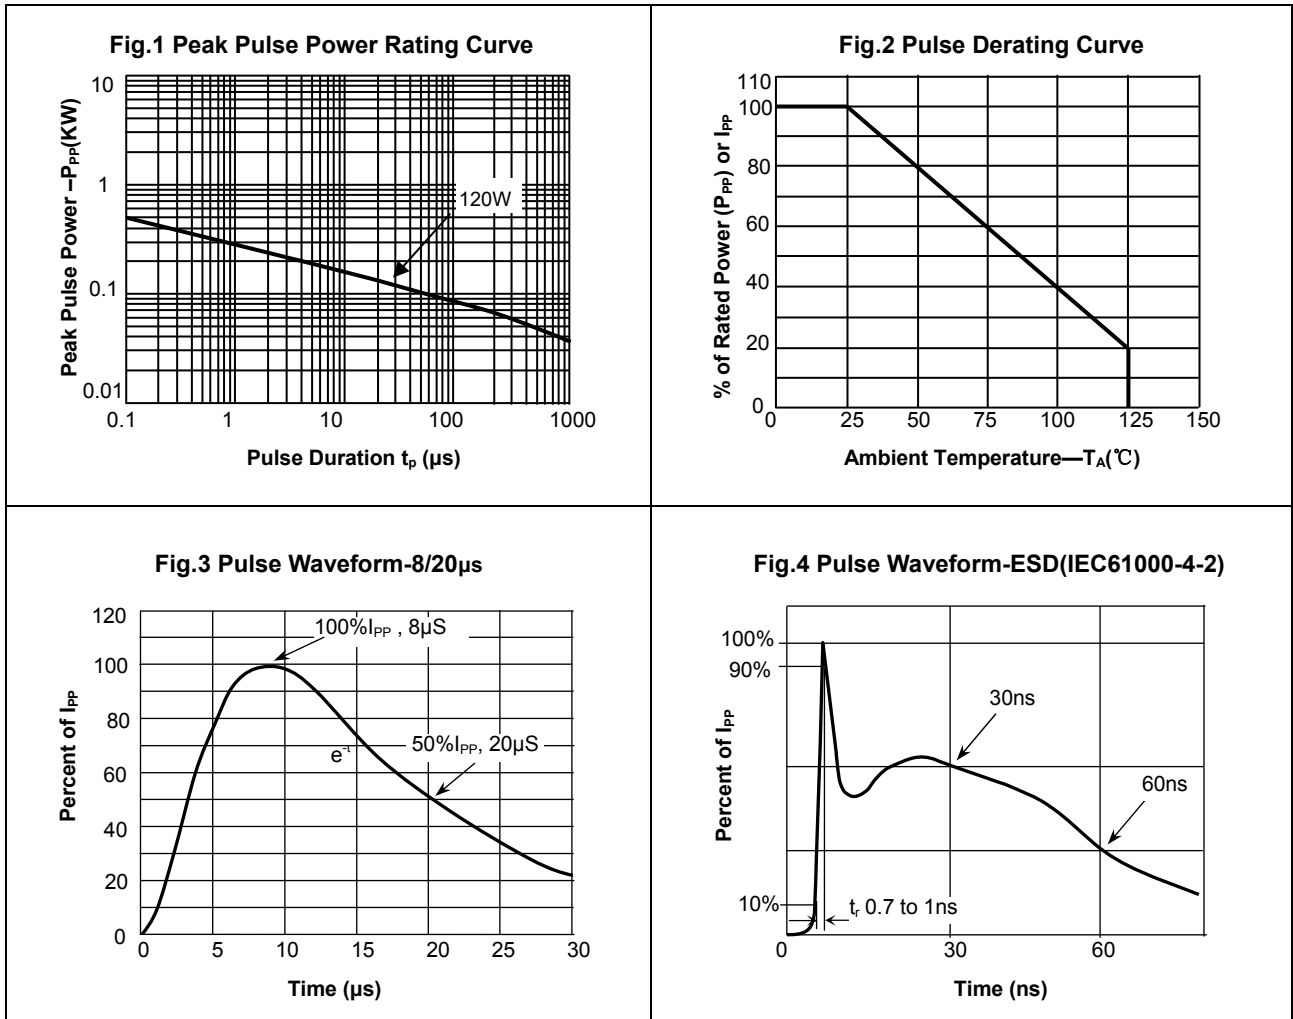 Fig.1 Peak Pulse Power Rating Curve
Peak Pulse Power –PPP(KW)
10
1
0.1
0.01
120W
0.1 1 10 100 1000
Pulse Duration tp (µs)
Fig.2 Pulse Derating Curve
% of Rated Power (PPP) or IPP
110
100
80
60
40
20
0
0 25 50 75 100 125 150
Ambient Temperature—TA(℃)
Fig.3 Pulse Waveform-8/20µs
Percent of IPP
120
100
80
60
40
20
0
100%IPP , 8µS
e-t
50%IPP, 20µS
0 5 10 15 20 25 30
Time (µs)
Fig.4 Pulse Waveform-ESD(IEC61000-4-2)
Percent of IPP
100%
90%
10%
30ns
60ns
tr 0.7 to 1ns
0 30 60
Time (ns)